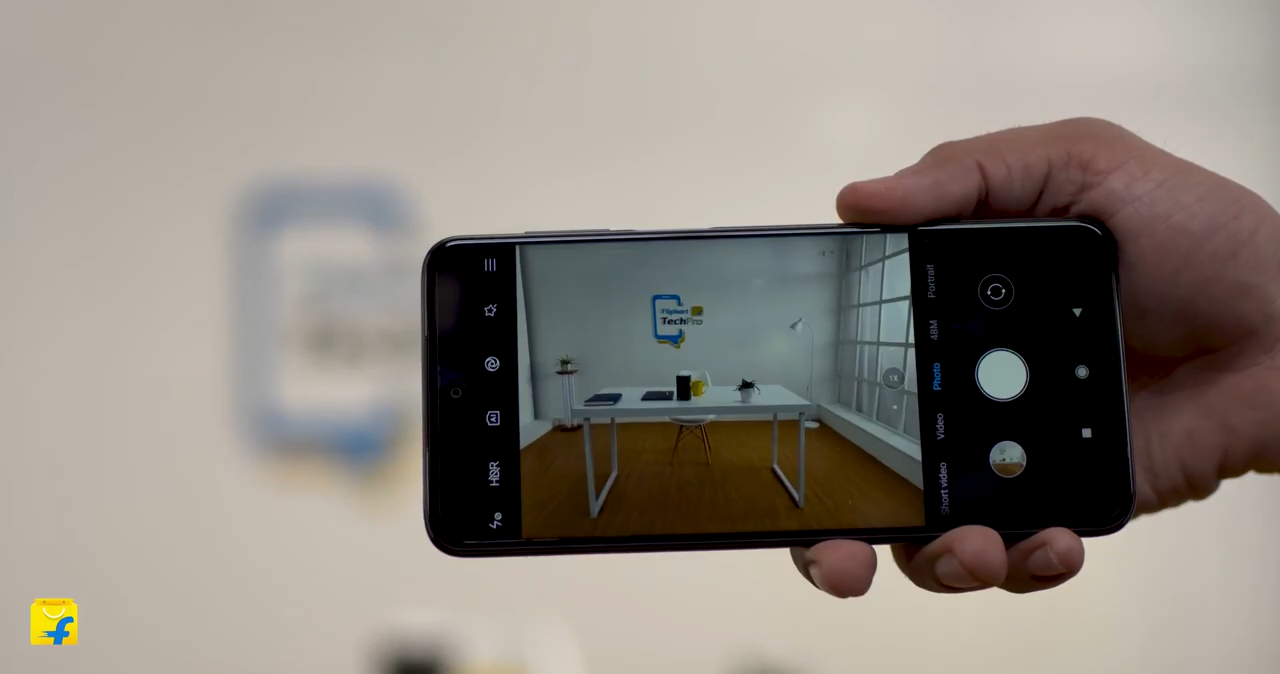 Flipkart
TechPro
1X
Portrait
48M
Photo
Video
Short video
AI
HDR
f